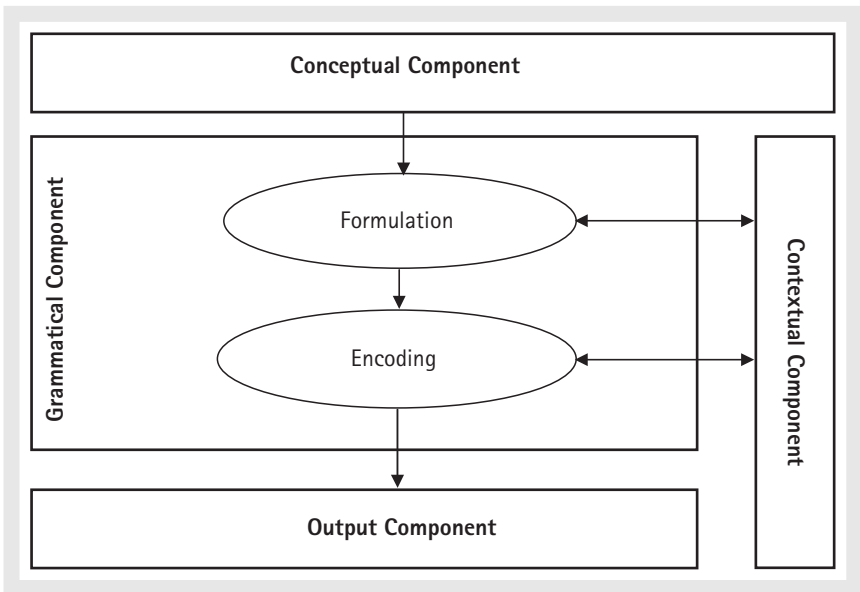 Conceptual Component
Grammatical Component
Formulation
Encoding
Contextual Component
Output Component